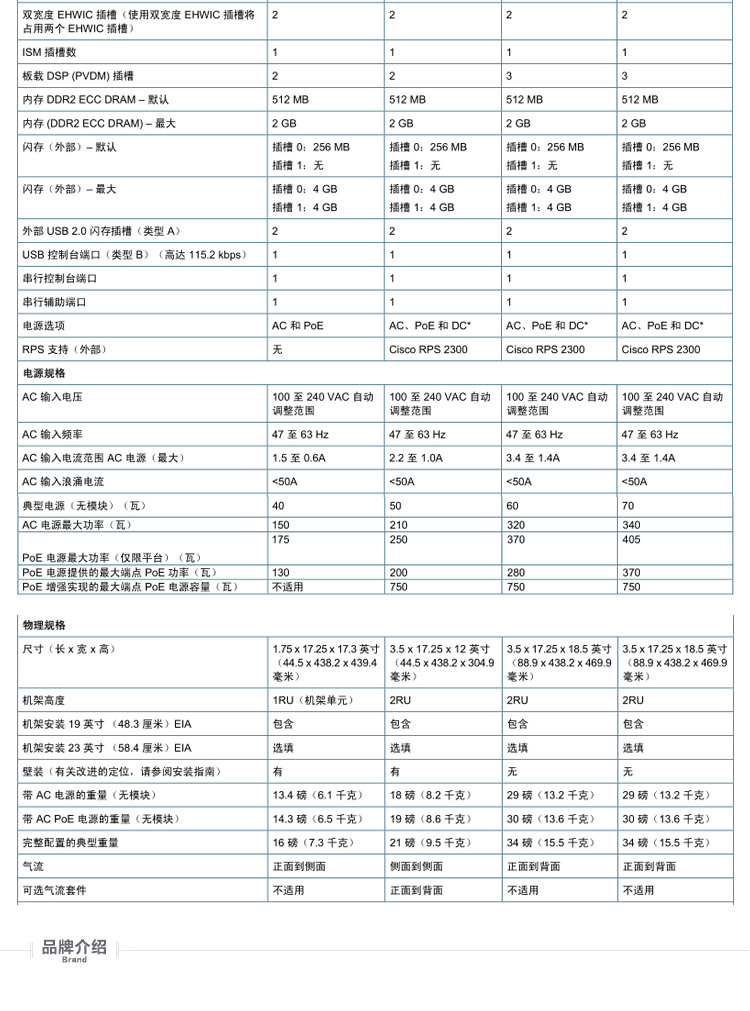 双宽度 EHWIC 插槽（使用双宽度 EHWIC 插槽将占用两个 EHWIC 插槽） 2 2 2 2
ISM 插槽数 1 1 1 1
板载 DSP (PVDM) 插槽 2 2 3 3
内存 DDR2 ECC DRAM – 默认 512 MB 512 MB 512 MB 512 MB
内存 (DDR2 ECC DRAM) – 最大 2 GB 2 GB 2 GB 2 GB
闪存（外部）– 默认 插槽 0：256 MB 插槽 0：256 MB 插槽 0：256 MB 插槽 0：256 MB
插槽 1：无 插槽 1：无 插槽 1：无 插槽 1：无
闪存（外部）– 最大 插槽 0：4 GB 插槽 0：4 GB 插槽 0：4 GB 插槽 0：4 GB
插槽 1：4 GB 插槽 1：4 GB 插槽 1：4 GB 插槽 1：4 GB
外部 USB 2.0 闪存插槽（类型 A） 2 2 2 2
USB 控制台端口（类型 B）（高达 115.2 kbps） 1 1 1 1
串行控制台端口 1 1 1 1
串行辅助端口 1 1 1 1
电源选项 AC 和 PoE AC、PoE 和 DC* AC、PoE 和 DC* AC、PoE 和 DC*
RPS 支持（外部） 无 Cisco RPS 2300 Cisco RPS 2300 Cisco RPS 2300
电源规格
AC 输入电压 100 至 240 VAC 自动 100 至 240 VAC 自动 100 至 240 VAC 自动 100 至 240 VAC 自动
调整范围 调整范围 调整范围 调整范围
AC 输入频率 47 至 63 Hz 47 至 63 Hz 47 至 63 Hz 47 至 63 Hz
AC 输入电流范围 AC 电源（最大） 1.5 至 0.6A 2.2 至 1.0A 3.4 至 1.4A 3.4 至 1.4A
AC 输入浪涌电流 <50A <50A <50A <50A
典型电源（无模块）（瓦） 40 50 60 70
AC 电源最大功率（瓦） 150 210 320 340
175 250 370 405
PoE 电源最大功率（仅限平台）（瓦）
PoE 电源提供的最大端点 PoE 功率（瓦） 130 200 280 370
PoE 增强实现的最大端点 PoE 电源容量（瓦） 不适用 750 750 750
物理规格
尺寸（长 x 宽 x 高） 1.75 x 17.25 x 17.3 英寸 3.5 x 17.25 x 12 英寸 3.5 x 17.25 x 18.5 英寸 3.5 x 17.25 x 18.5 英寸
（44.5 x 438.2 x 439.4 （44.5 x 438.2 x 304.9 （88.9 x 438.2 x 469.9 （88.9 x 438.2 x 469.9
毫米） 毫米） 毫米） 毫米）
机架高度 1RU（机架单元） 2RU 2RU 2RU
机架安装 19 英寸 （48.3 厘米）EIA 包含 包含 包含 包含
机架安装 23 英寸 （58.4 厘米）EIA 选填 选填 选填 选填
壁装（有关改进的定位，请参阅安装指南） 有 有 无 无
带 AC 电源的重量（无模块） 13.4 磅（6.1 千克） 18 磅（8.2 千克） 29 磅（13.2 千克） 29 磅（13.2 千克）
带 AC PoE 电源的重量（无模块） 14.3 磅（6.5 千克） 19 磅（8.6 千克） 30 磅（13.6 千克） 30 磅（13.6 千克）
完整配置的典型重量 16 磅（7.3 千克） 21 磅（9.5 千克） 34 磅（15.5 千克） 34 磅（15.5 千克）
气流 正面到侧面 侧面到侧面 正面到背面 正面到背面
可选气流套件 不适用 正面到背面 不适用 不适用
品牌介绍
Brand